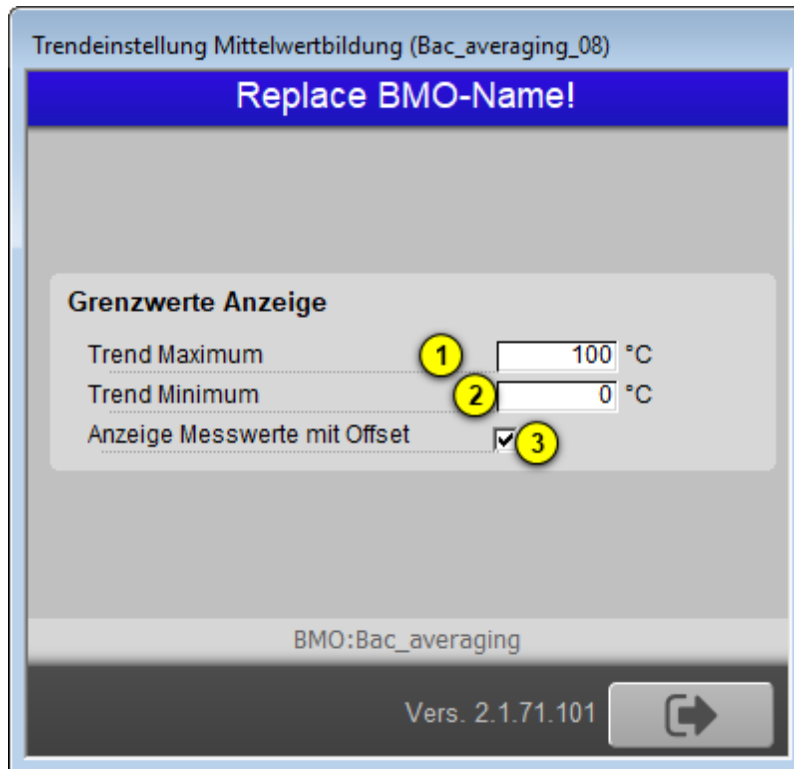 Trendeinstellung Mittelwertbildung (Bac_averaging_08)
Replace BMO-Name!
Grenzwerte Anzeige
Trend Maximum 1 100 °C
Trend Minimum 2 0 °C
Anzeige Messwerte mit Offset 3
BMO:Bac_averaging
Vers. 2.1.71.101